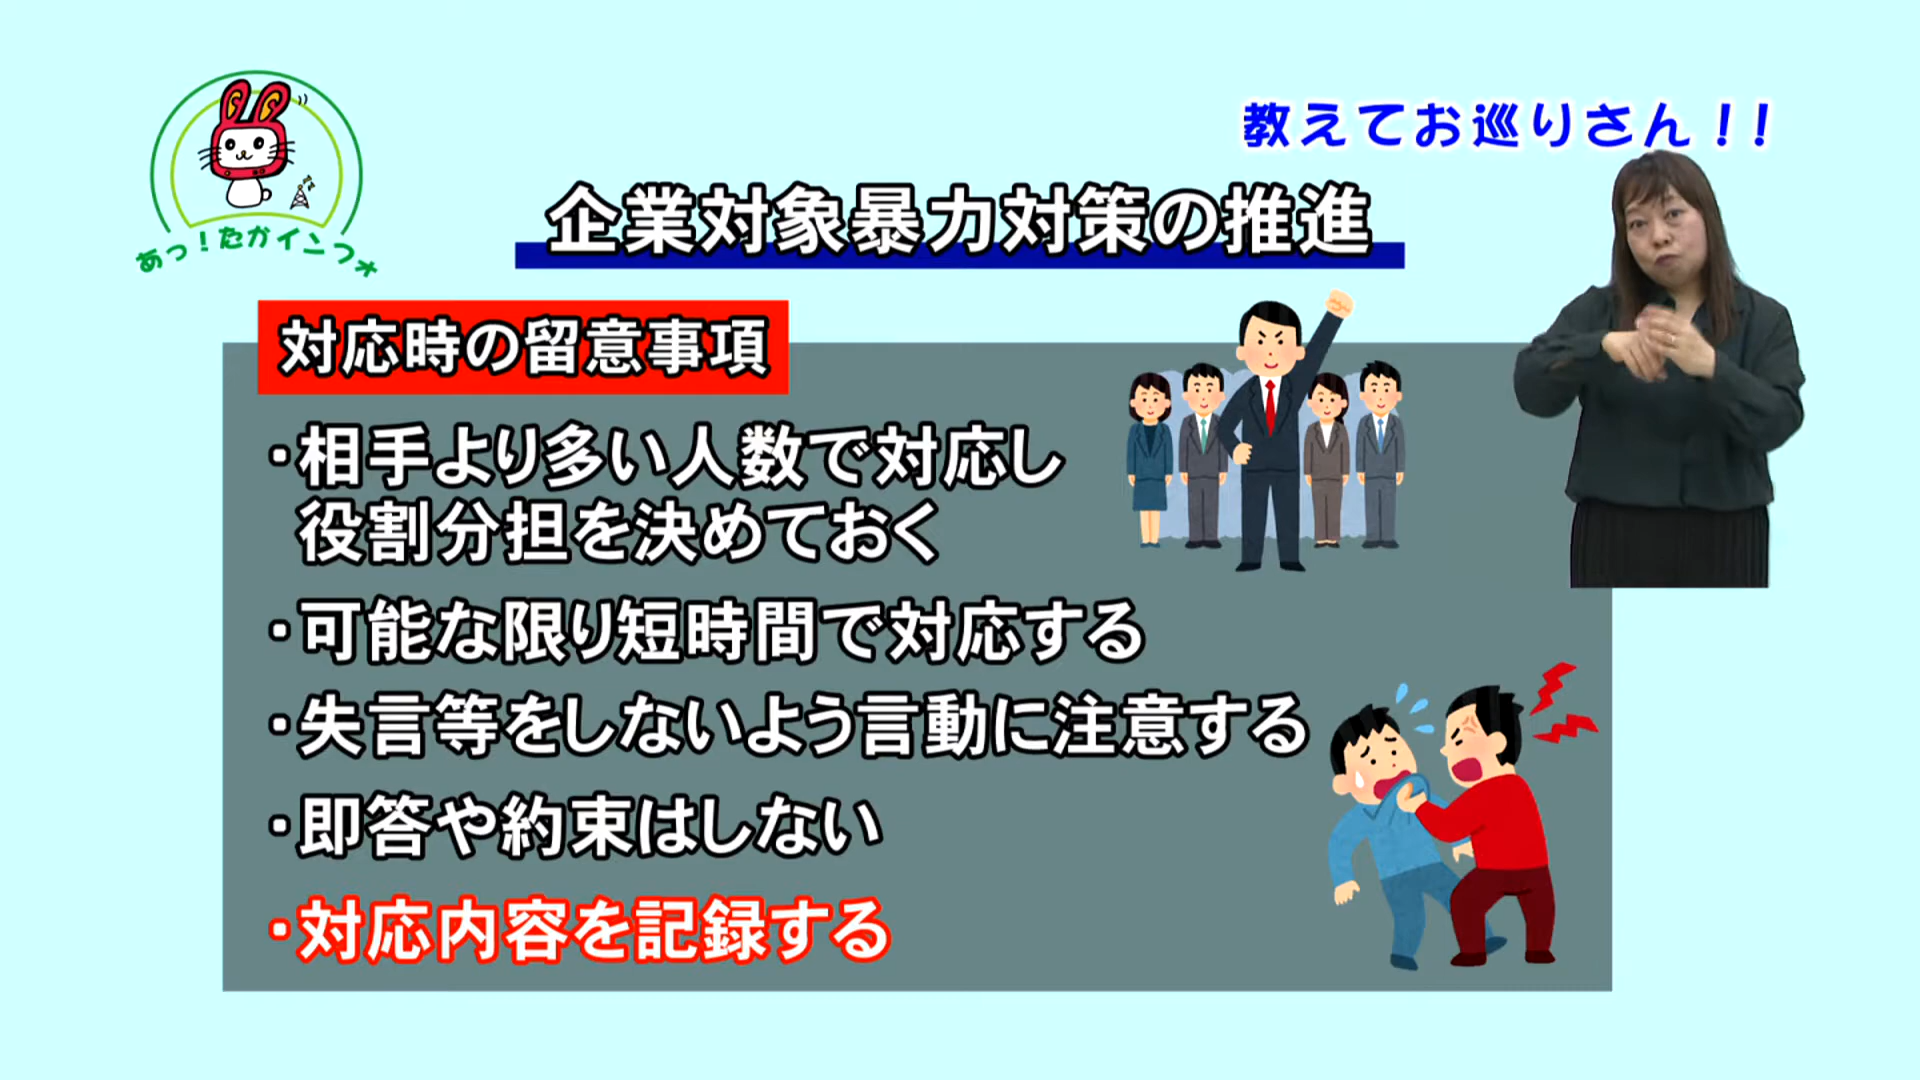 あっ！たかインフォ
教えてお巡りさん！！
企業対象暴力対策の推進
対応時の留意事項
・相手より多い人数で対応し
役割分担を決めておく
・可能な限り短時間で対応する
・失言等をしないよう言動に注意する
・即答や約束はしない
・対応内容を記録する